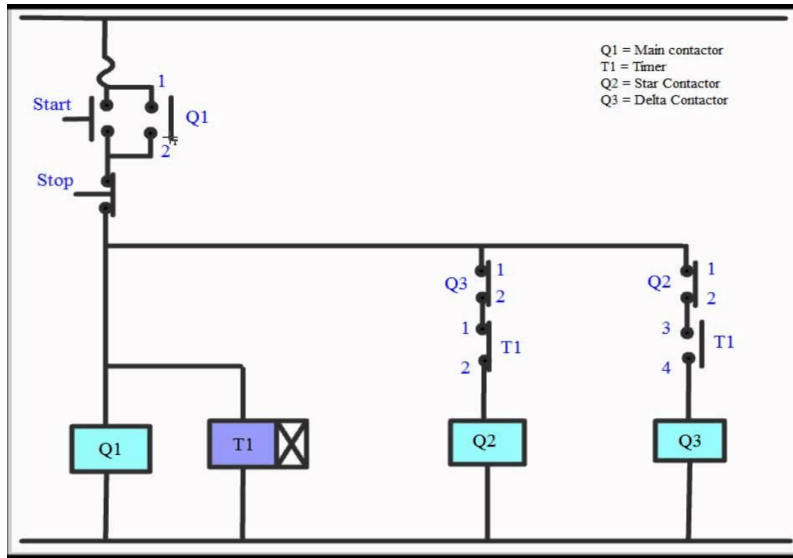 Q1 = Main contactor
T1 = Timer
Q2 = Star Contactor
Q3 = Delta Contactor
1
Start
Q1
2
Stop
Q3
1
2
Q2
1
2
1
T1
2
3
T1
4
Q1
T1
Q2
Q3